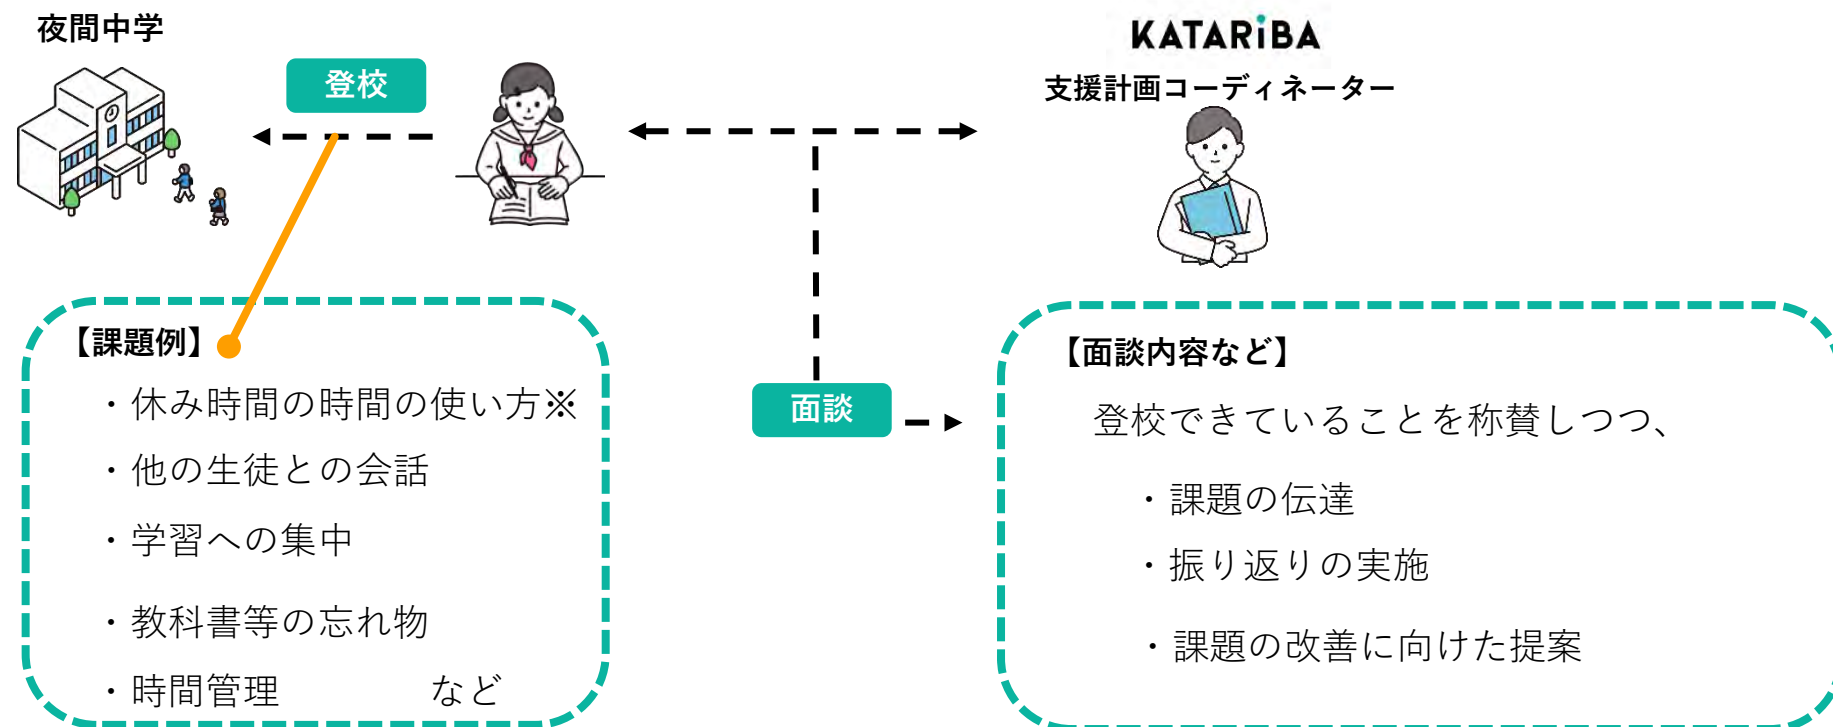 夜間中学
登校
KATARiBA
支援計画コーディネーター
【課題例】
・休み時間の時間の使い方※
・他の生徒との会話
・学習への集中
・教科書等の忘れ物
・時間管理 など
面談
【面談内容など】
登校できていることを称賛しつつ、
・課題の伝達
・振り返りの実施
・課題の改善に向けた提案